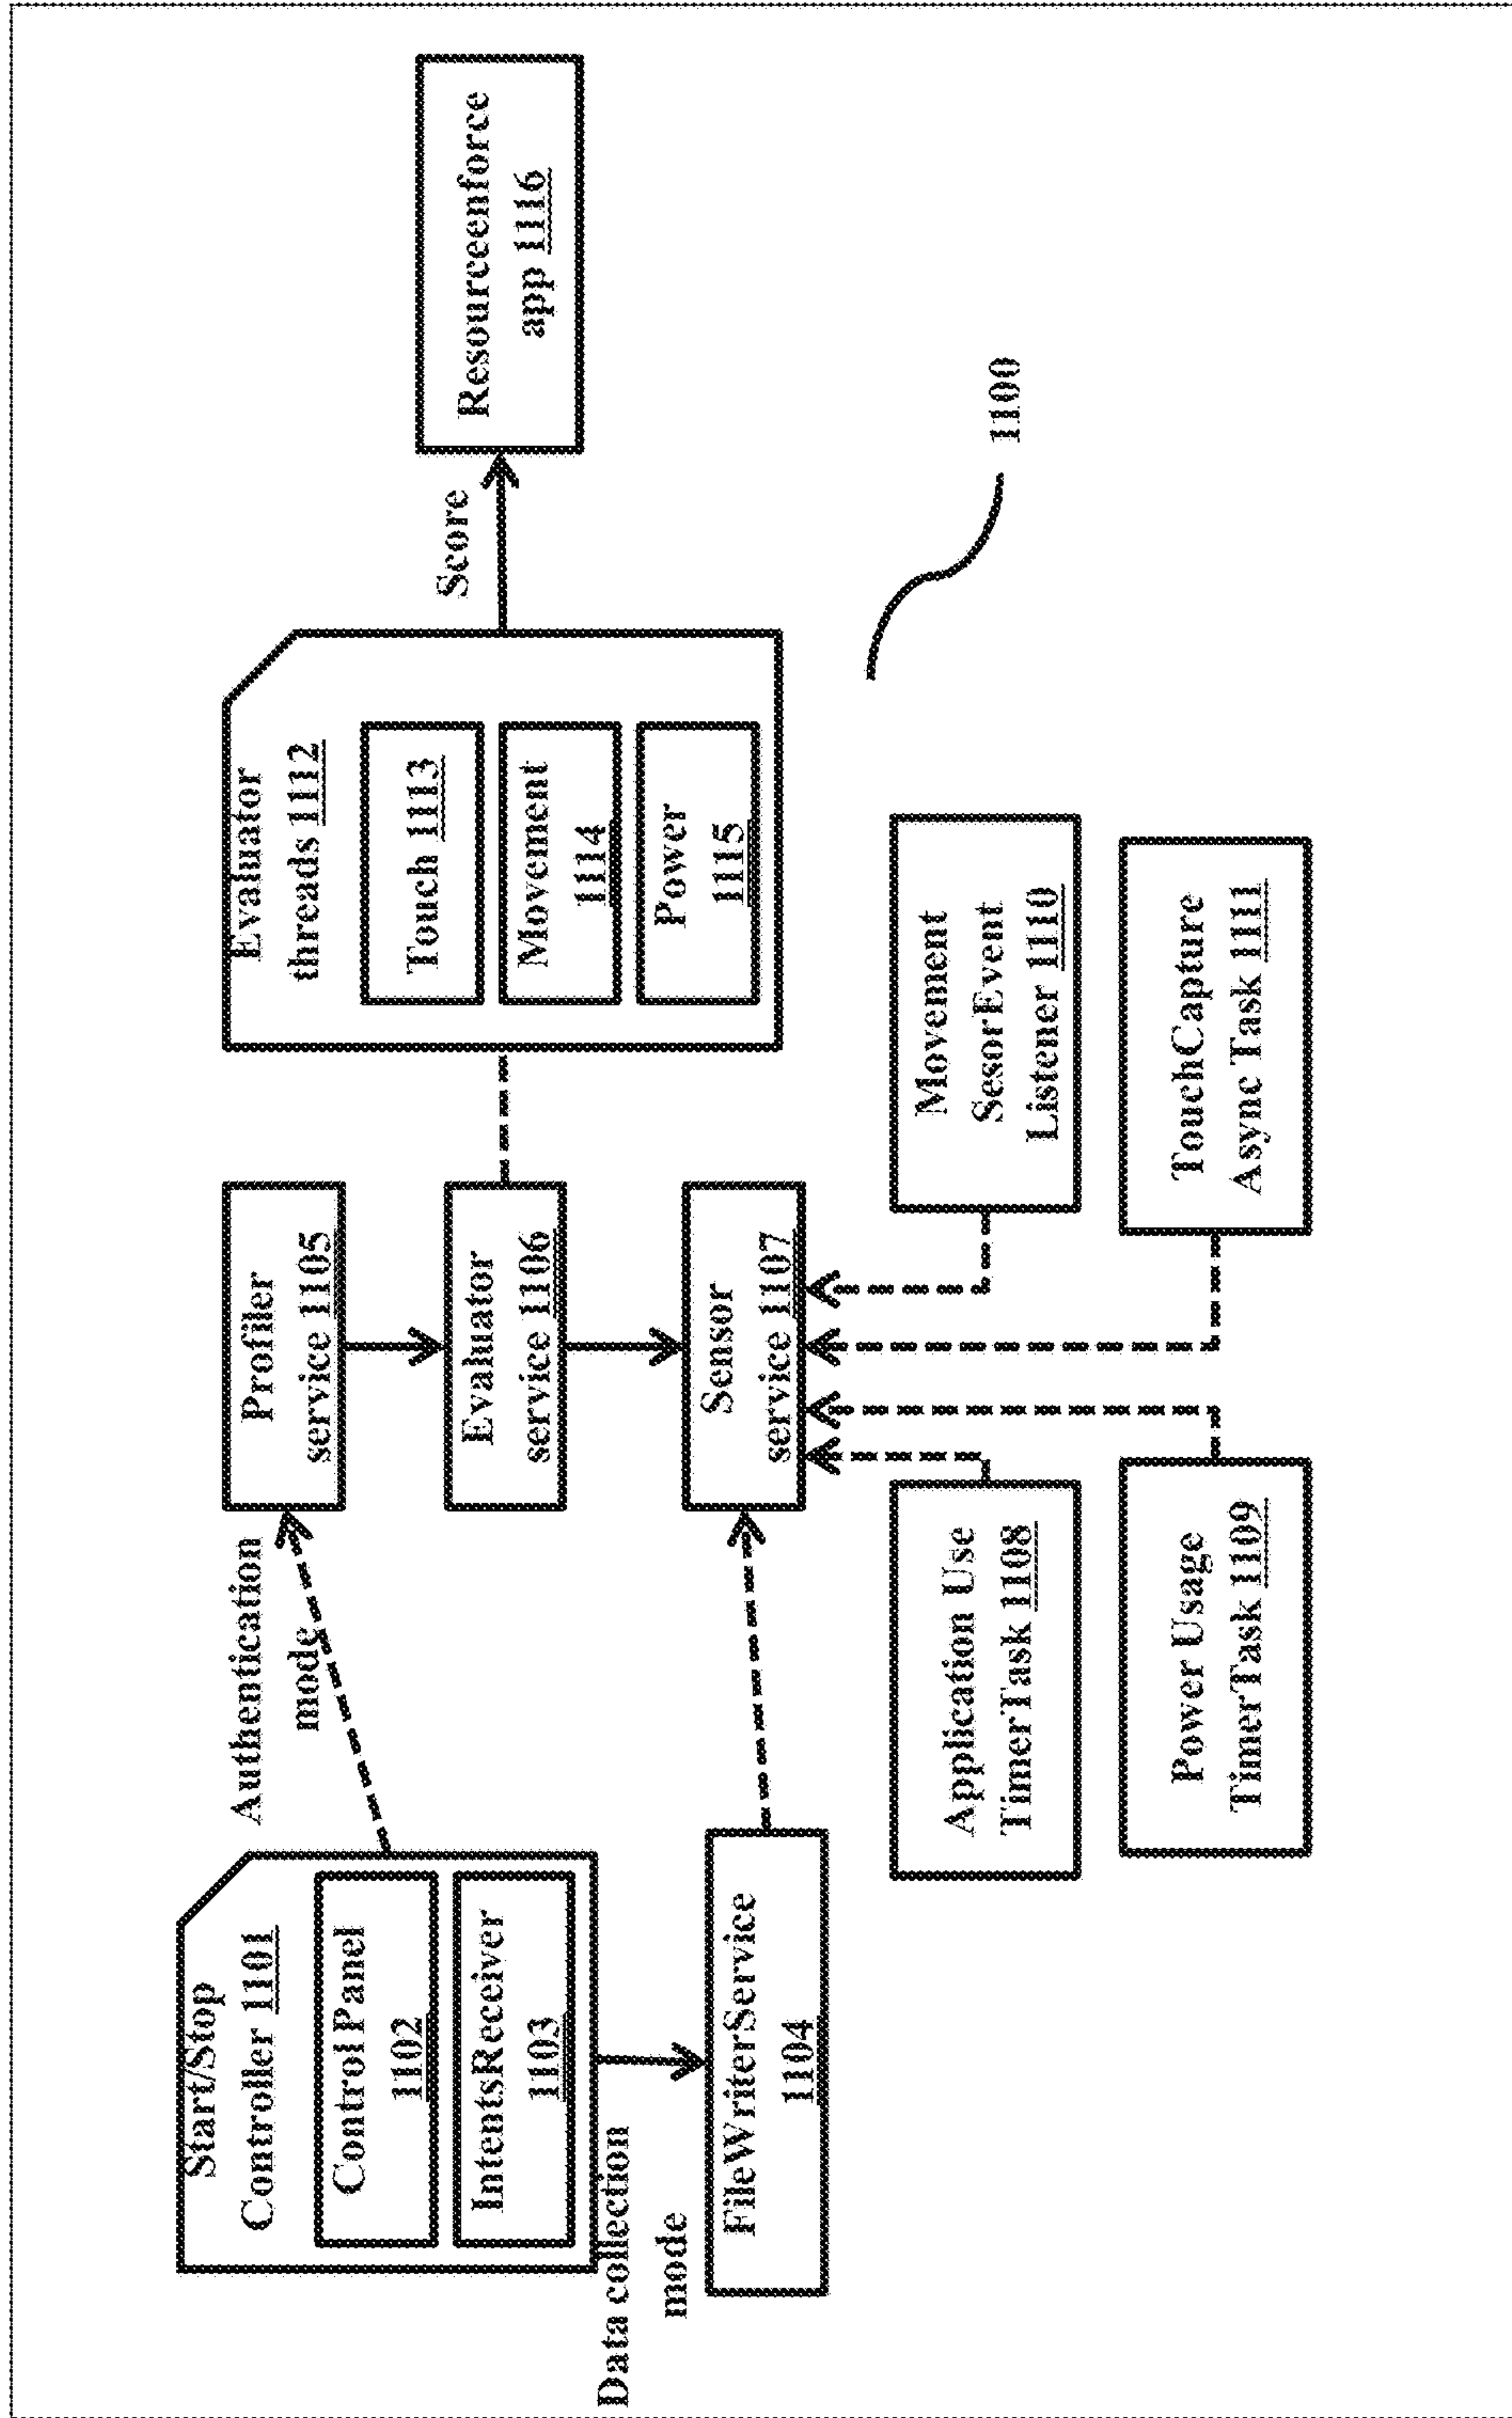 Start/Stop
Controller 1101
Control Panel
1102
IntentsReceiver
1103
Data collection
mode
FileWriterService
1104
Authentication
mode
Profiler
service 1105
Evaluator
service 1106
Sensor
service 1107
Application Use
TimerTask 1108
Power Usage
TimerTask 1109
Movement
SesorEvent
Listener 1110
TouchCapture
AsyncTask 1111
Evaluator
threads 1112
Touch 1113
Movement
1114
Power
1115
Score
Resourceenforce
app 1116
1100